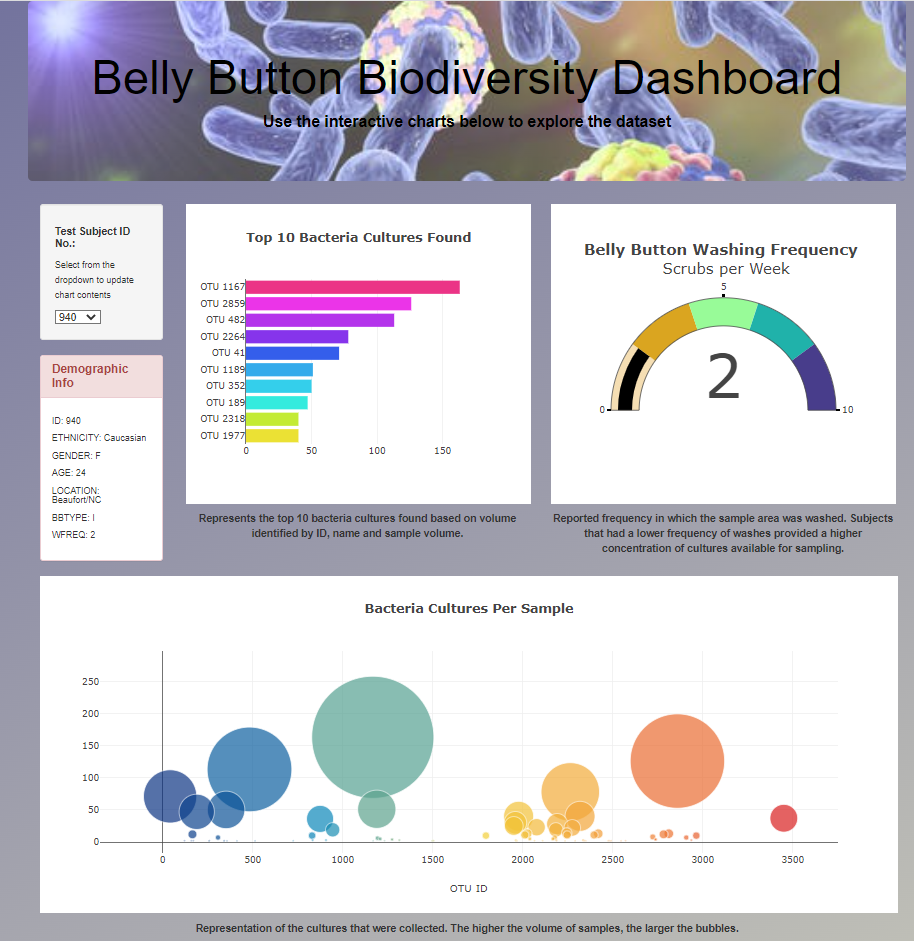 Belly Button Biodiversity Dashboard
Use the interactive charts below to explore the dataset
Test Subject ID
No.:
Select from the
dropdown to update
chart contents
940
Demographic
Info
ID: 940
ETHNICITY: Caucasian
GENDER: F
AGE: 24
LOCATION:
Beaufort/NC
BBTYPE: I
WFREQ: 2
Top 10 Bacteria Cultures Found
OTU 1167
OTU 2859
OTU 482
OTU 2264
OTU 41
OTU 1189
OTU 352
OTU 189
OTU 2318
OTU 1977
0 50 100 150
Represents the top 10 bacteria cultures found based on volume
identified by ID, name and sample volume.
Belly Button Washing Frequency
Scrubs per Week
5
2
0 10
Reported frequency in which the sample area was washed. Subjects
that had a lower frequency of washes provided a higher
concentration of cultures available for sampling.
Bacteria Cultures Per Sample
250
200
150
100
50
0
0 500 1000 1500 2000 2500 3000 3500
OTU ID
Representation of the cultures that were collected. The higher the volume of samples, the larger the bubbles.